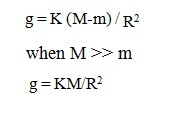 g = K (M-m) / R²
when M >> m
g = KM/R²